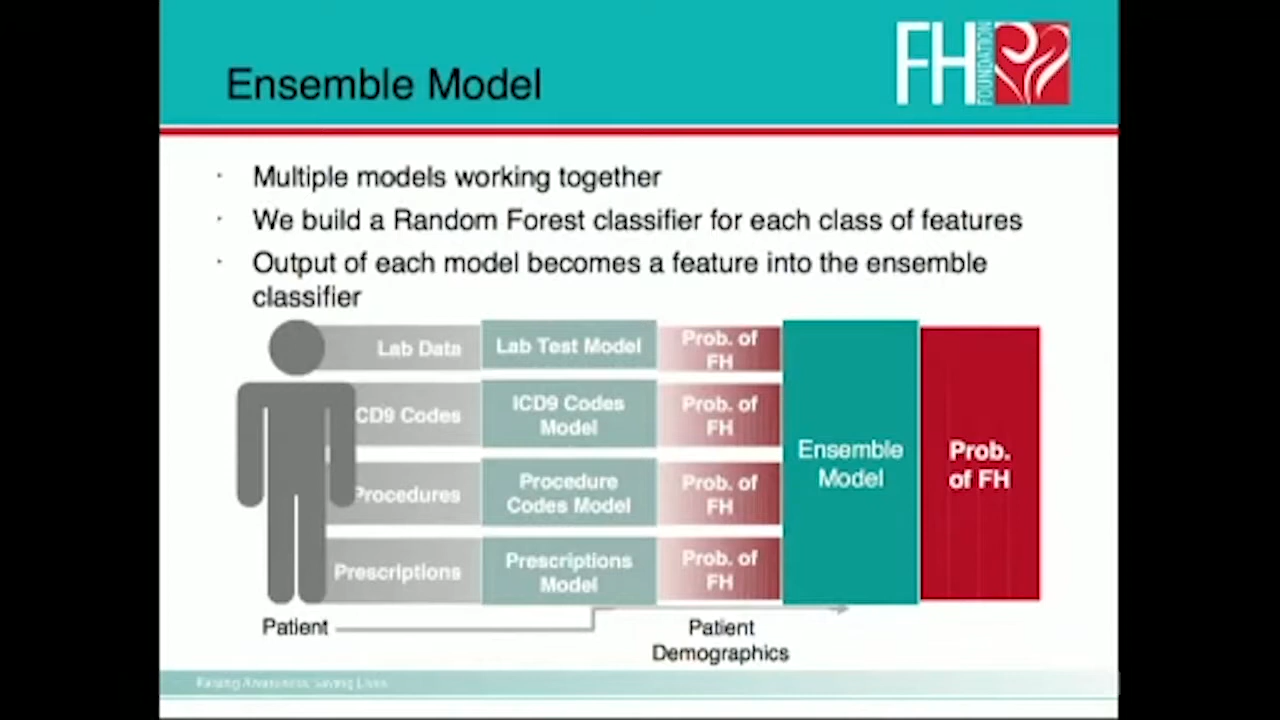 FH
FOUNDATION
Ensemble Model
· Multiple models working together
· We build a Random Forest classifier for each class of features
· Output of each model becomes a feature into the ensemble
classifier
Lab Data
Lab Test Model
Prob. of
FH
CD9 Codes
ICD9 Codes
Model
Prob. of
FH
Procedures
Procedure
Codes Model
Prob. of
FH
Prescriptions
Prescriptions
Model
Prob. of
FH
Ensemble
Model
Prob.
of FH
Patient
Patient
Demographics
Raising Awareness. Saving Lives.